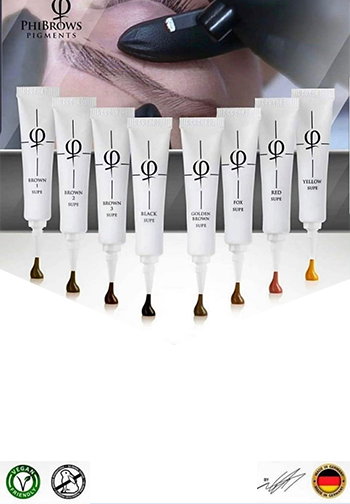 PHIBROWS
PIGMENTS
BROWN
1
SUPE
BROWN
2
SUPE
BROWN
3
SUPE
BLACK
SUPE
GOLDEN
BROWN
SUPE
FOX
SUPE
RED
SUPE
YELLOW
SUPE
VEGAN
FRIENDLY
BY
MADE IN GERMANY